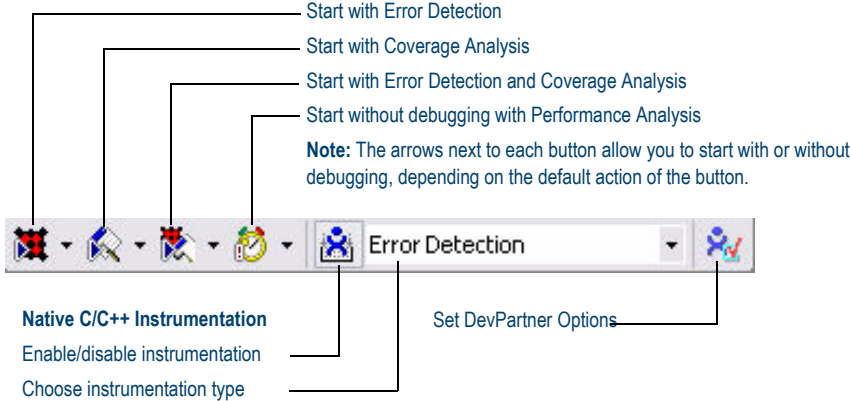 Start with Error Detection
Start with Coverage Analysis
Start with Error Detection and Coverage Analysis
Start without debugging with Performance Analysis
Note: The arrows next to each button allow you to start with or without
debugging, depending on the default action of the button.
Error Detection
Native C/C++ Instrumentation
Set DevPartner Options
Enable/disable instrumentation
Choose instrumentation type